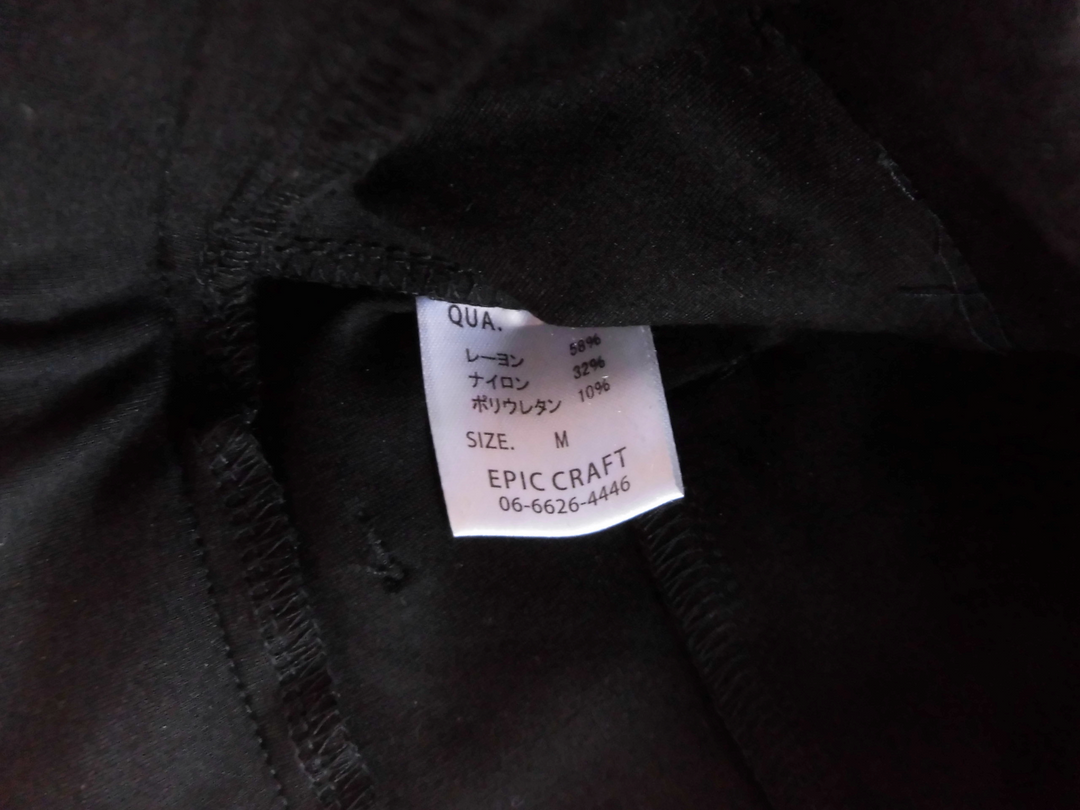 QUA.
レーヨン 58%
ナイロン 32%
ポリウレタン 10%
SIZE. M
EPIC CRAFT
06-6626-4446